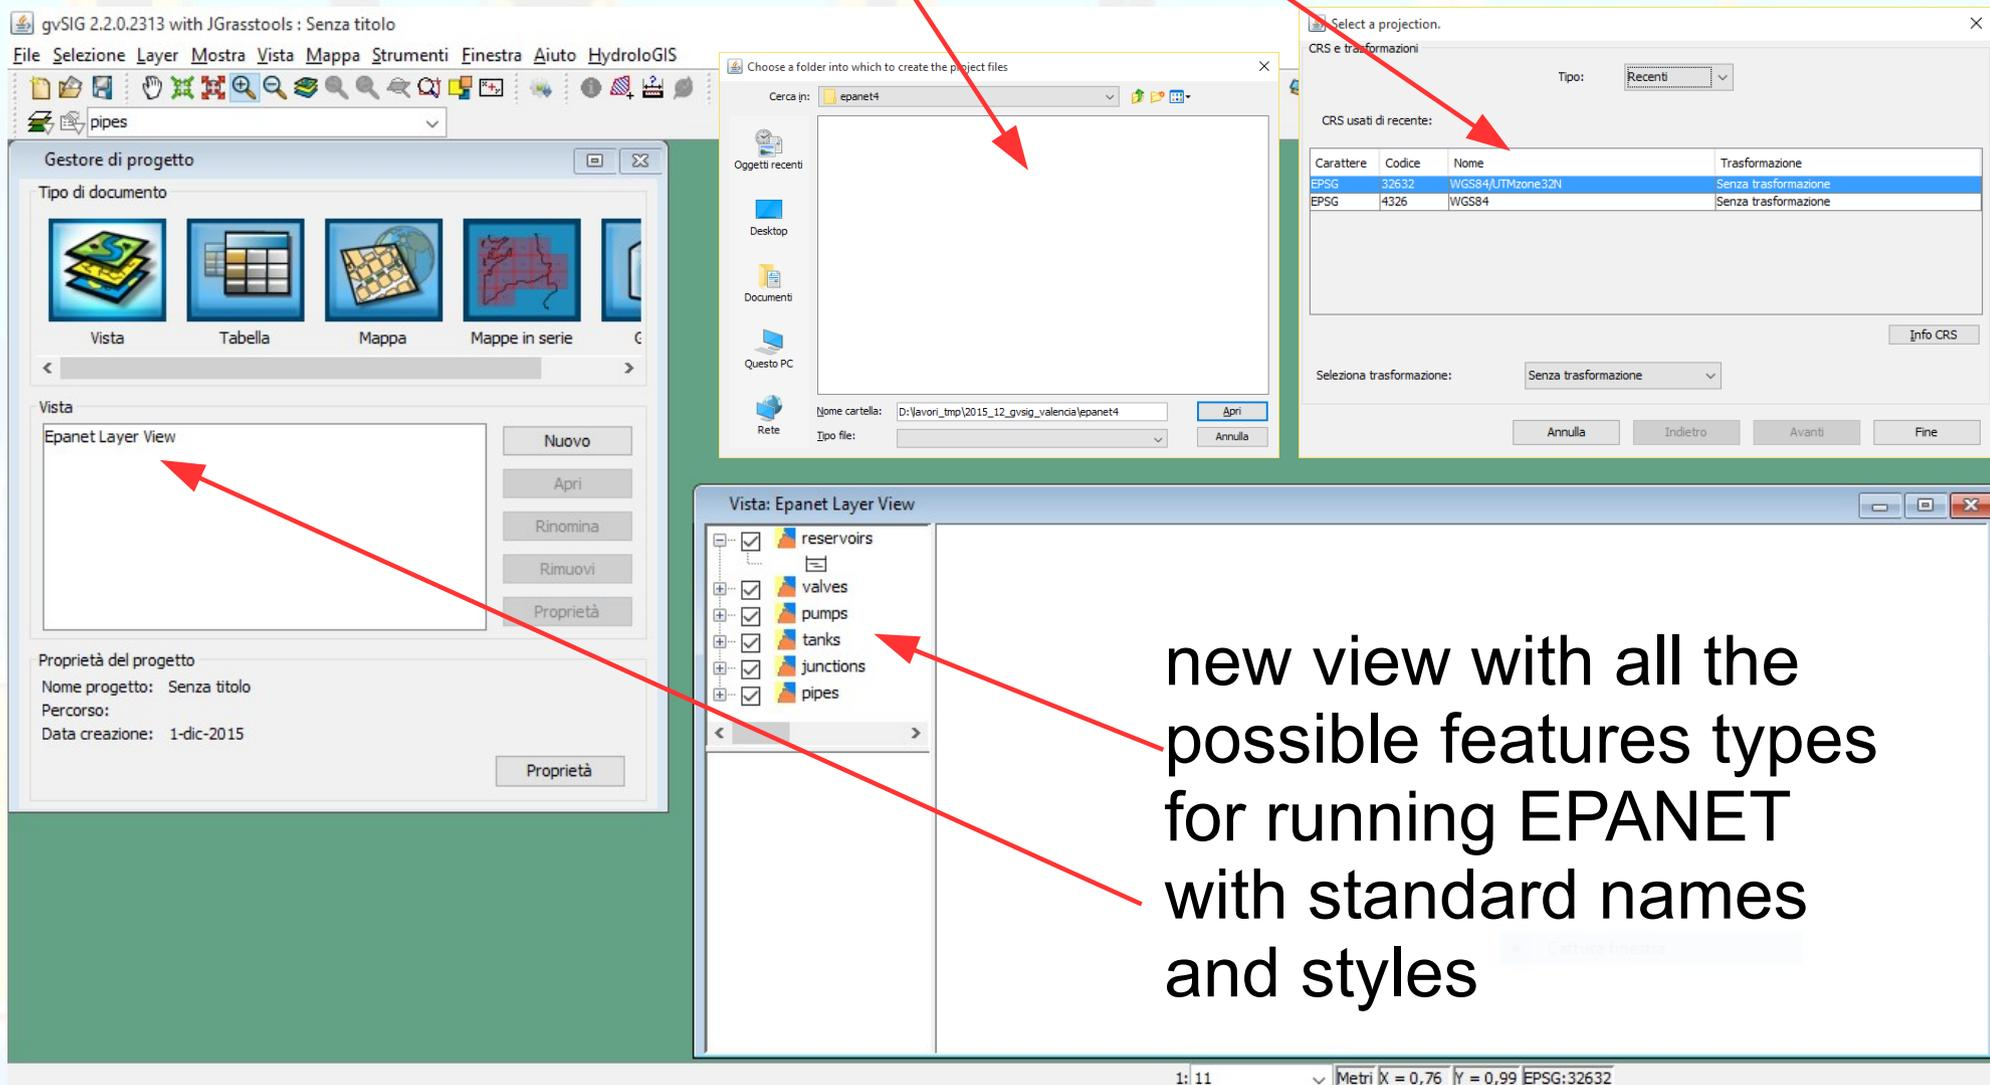 gvSIG 2.2.0.2313 with JGrasstools : Senza titolo
File Selezione Layer Mostra Vista Mappa Strumenti Finestra Aiuto HydroloGIS
pipes
Gestore di progetto
Tipo di documento
Vista Tabella Mappa Mappe in serie
Vista
Epanet Layer View
Nuovo
Apri
Rinomina
Rimuovi
Proprietà
Proprietà del progetto
Nome progetto: Senza titolo
Percorso:
Data creazione: 1-dic-2015
Proprietà
Choose a folder into which to create the project files
Cerca in: epanet4
Oggetti recenti
Desktop
Documenti
Questo PC
Rete
Nome cartella: D:\lavori_tmp\2015_12_gvsig_valencia\epanet4 Apri
Tipo file: Annulla
Select a projection.
CRS e trasformazioni
Tipo: Recenti
CRS usati di recente:
Carattere Codice Nome Trasformazione
EPSG 32632 WGS84/UTMzone32N Senza trasformazione
EPSG 4326 WGS84 Senza trasformazione
Info CRS
Seleziona trasformazione: Senza trasformazione
Annulla Indietro Avanti Fine
Vista: Epanet Layer View
reservoirs
valves
pumps
tanks
junctions
pipes
new view with all the
possible features types
for running EPANET
with standard names
and styles
1: 11 Metri X = 0,76 Y = 0,99 EPSG:32632